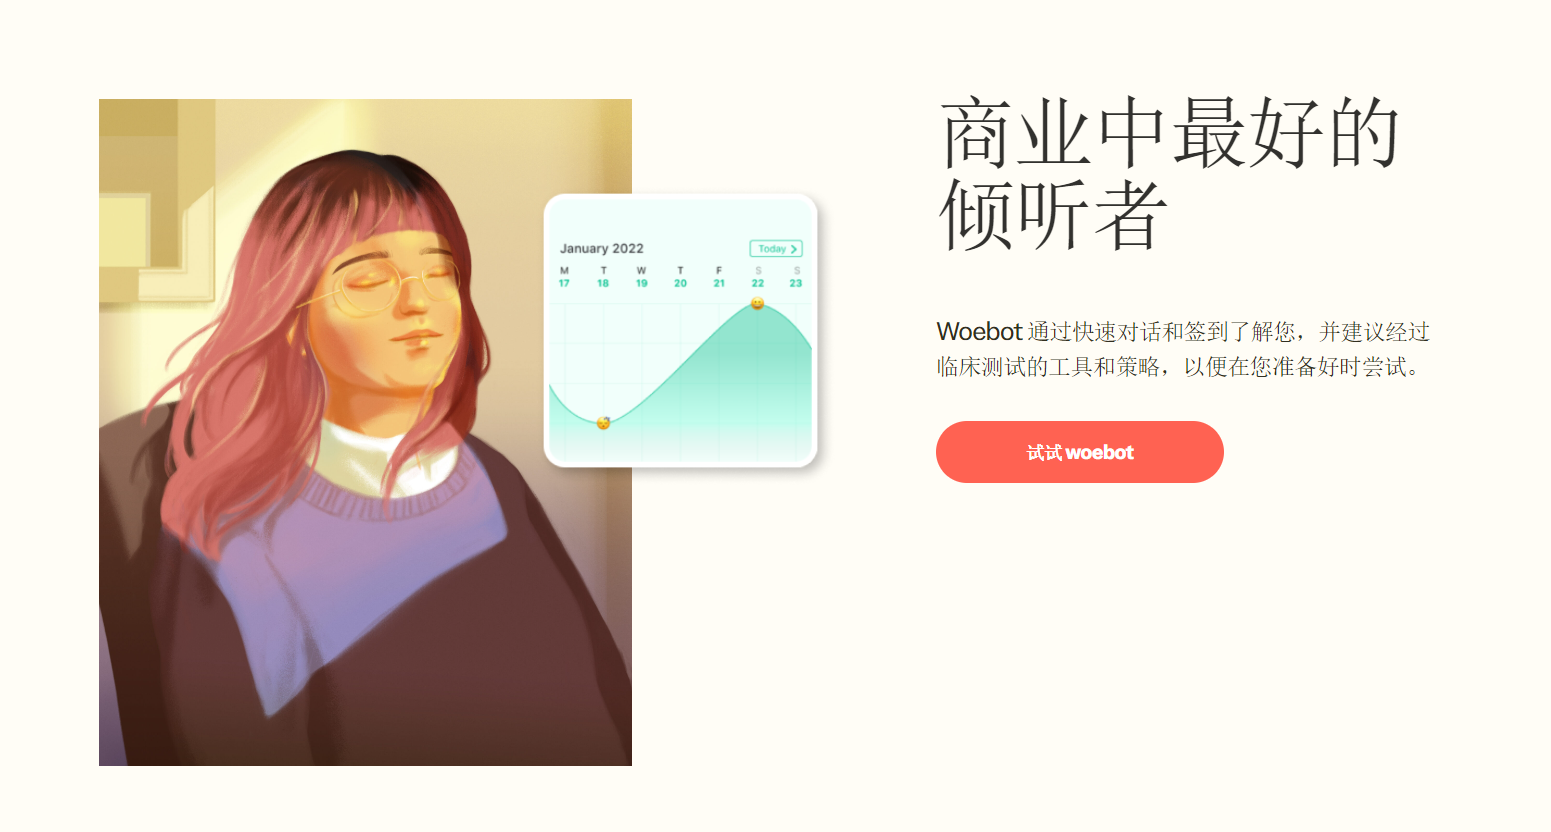 商业中最好的
倾听者
January 2022
Today
M T W T F S S
17 18 19 20 21 22 23
Woebot 通过快速对话和签到了解您，并建议经过
临床测试的工具和策略，以便在您准备好时尝试。
试试 woebot